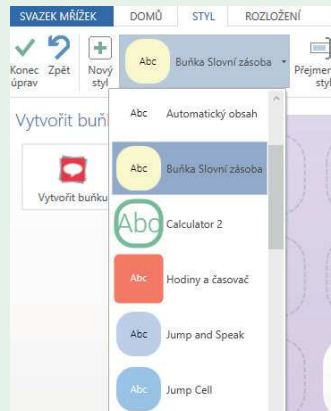 SVAZEK MŘÍŽEK DOMŮ STYL ROZLOŽENÍ
Konec úprav
Zpět
Nový styl
Abc Buňka Slovní zásoba
Přejmen
styl
Vytvořit buň
Vytvořit buňku
Abc Automatický obsah
Abc Buňka Slovní zásoba
Abc Calculator 2
Abc Hodiny a časovač
Abc Jump and Speak
Abc Jump Cell